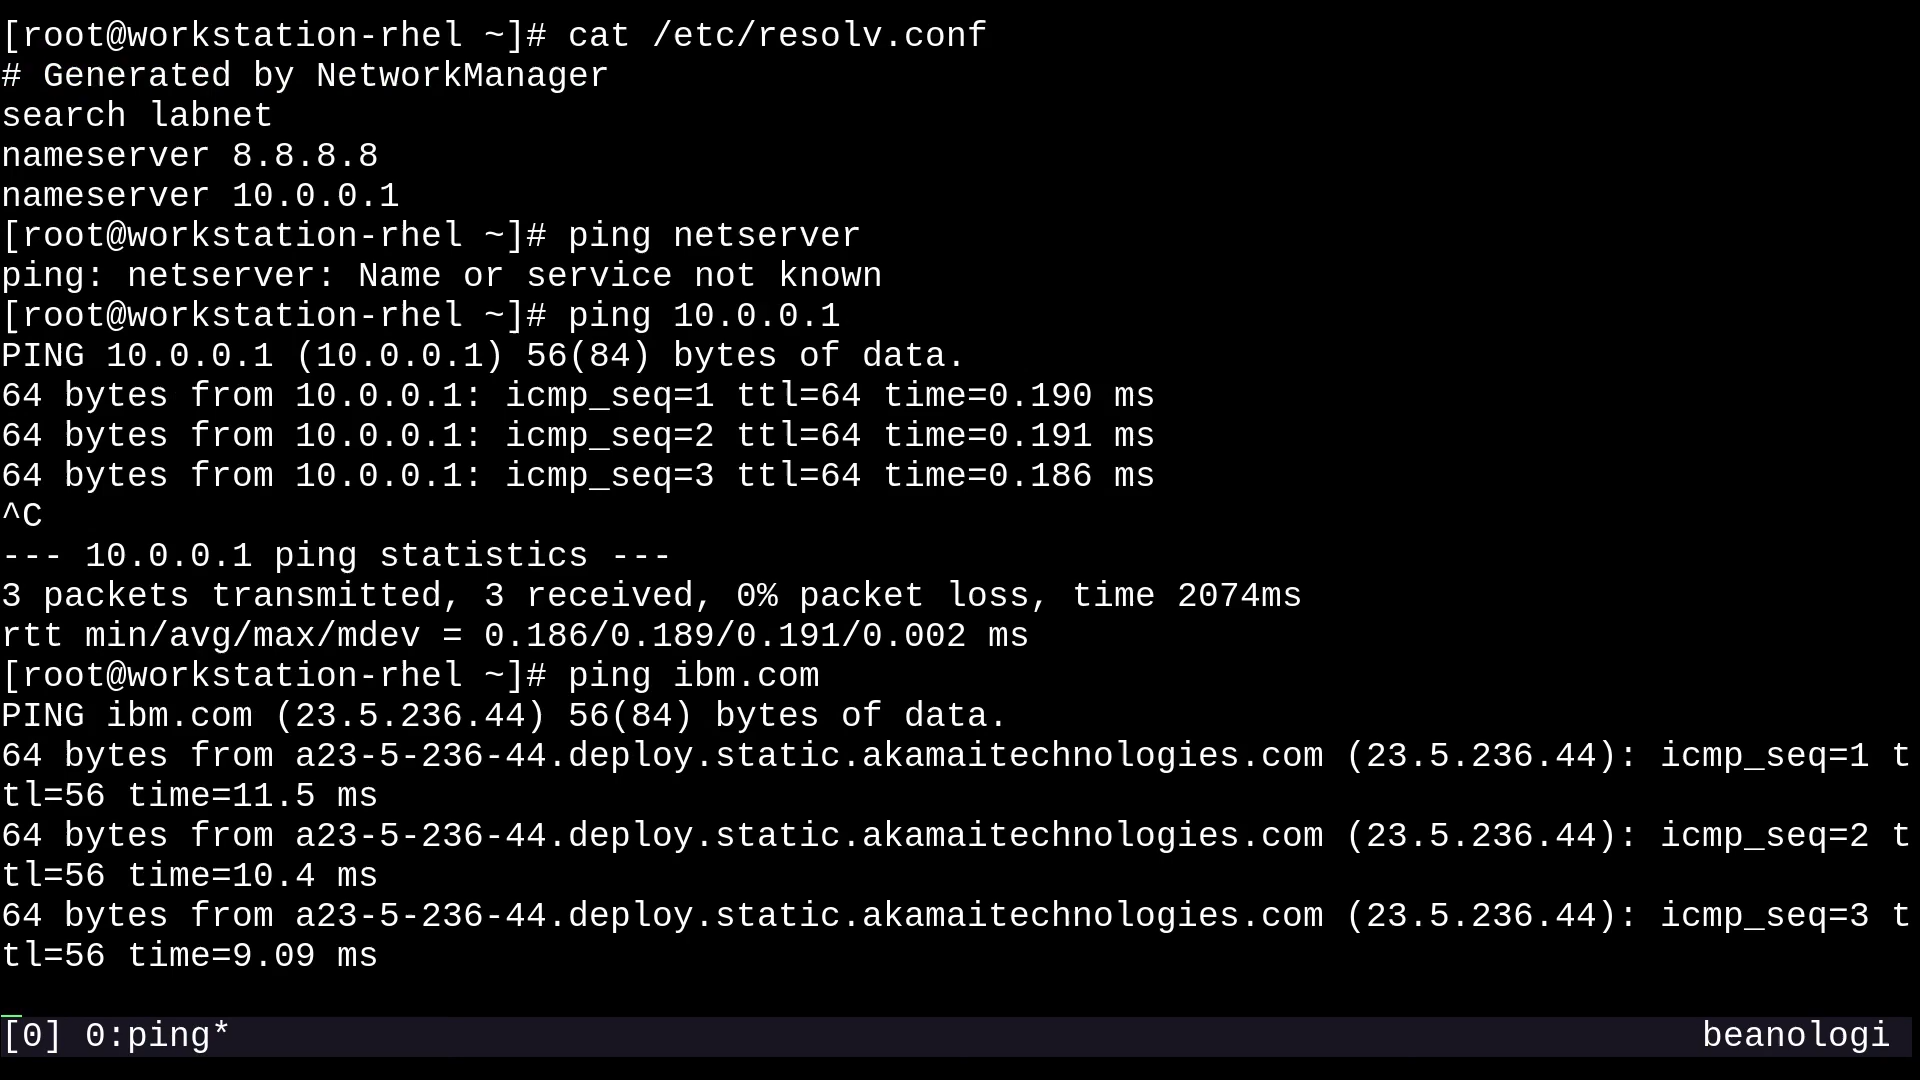 [root@workstation-rhel ~]# cat /etc/resolv.conf
# Generated by NetworkManager
search labnet
nameserver 8.8.8.8
nameserver 10.0.0.1
[root@workstation-rhel ~]# ping netserver
ping: netserver: Name or service not known
[root@workstation-rhel ~]# ping 10.0.0.1
PING 10.0.0.1 (10.0.0.1) 56(84) bytes of data.
64 bytes from 10.0.0.1: icmp_seq=1 ttl=64 time=0.190 ms
64 bytes from 10.0.0.1: icmp_seq=2 ttl=64 time=0.191 ms
64 bytes from 10.0.0.1: icmp_seq=3 ttl=64 time=0.186 ms
^C
--- 10.0.0.1 ping statistics ---
3 packets transmitted, 3 received, 0% packet loss, time 2074ms
rtt min/avg/max/mdev = 0.186/0.189/0.191/0.002 ms
[root@workstation-rhel ~]# ping ibm.com
PING ibm.com (23.5.236.44) 56(84) bytes of data.
64 bytes from a23-5-236-44.deploy.static.akamaitechnologies.com (23.5.236.44): icmp_seq=1 t
tl=56 time=11.5 ms
64 bytes from a23-5-236-44.deploy.static.akamaitechnologies.com (23.5.236.44): icmp_seq=2 t
tl=56 time=10.4 ms
64 bytes from a23-5-236-44.deploy.static.akamaitechnologies.com (23.5.236.44): icmp_seq=3 t
tl=56 time=9.09 ms
[0] 0:ping* beanologi